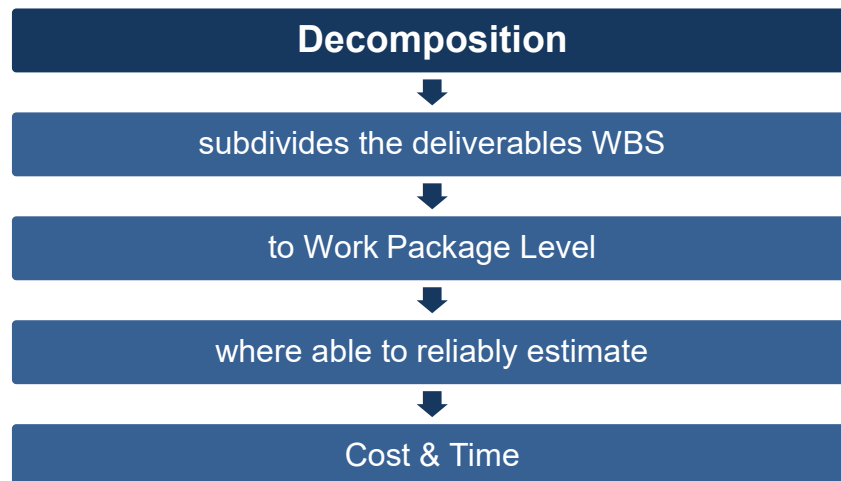 Decomposition
subdivides the deliverables WBS
to Work Package Level
where able to reliably estimate
Cost & Time